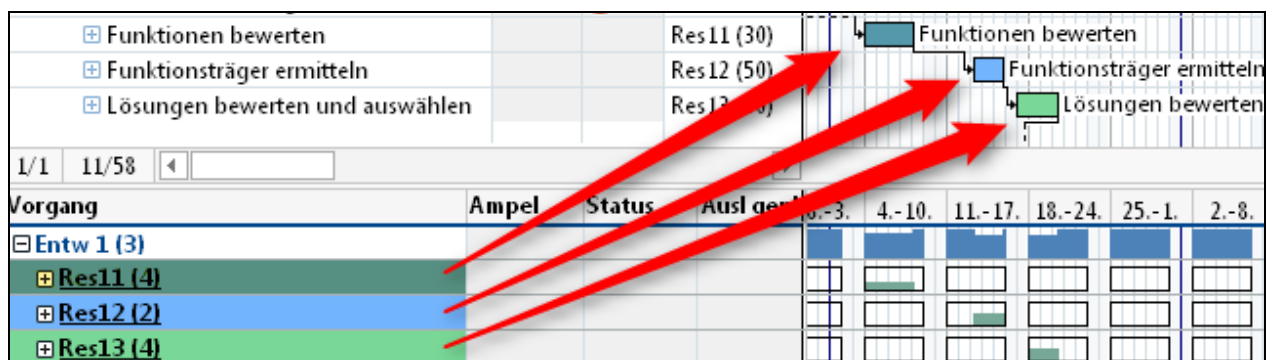 Funktionen bewerten Res11 (30) Funktionen bewerten
Funktionsträger ermitteln Res12 (50) Funktionsträger ermitteln
Lösungen bewerten und auswählen Lösungen bewerten
1/1 11/58
Vorgang Ampel Status Ausl 4.-10. 11.-17. 18.-24. 25.-1. 2.-8.
Entw 1 (3)
Res11 (4)
Res12 (2)
Res13 (4)